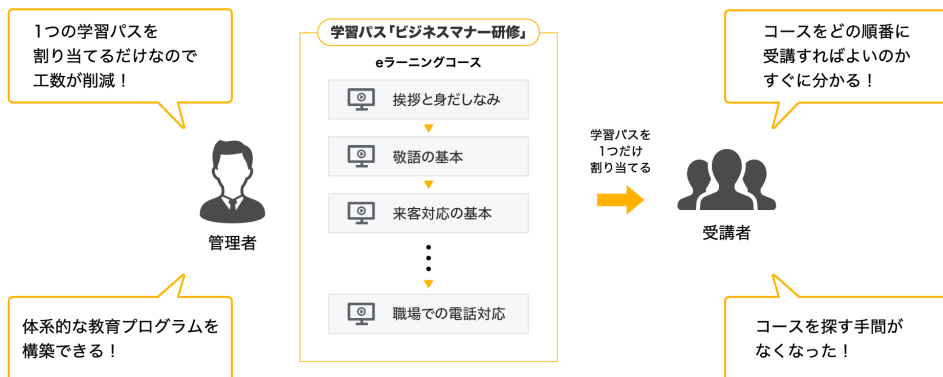 1つの学習パスを
割り当てるだけなので
工数が削減！
管理者
体系的な教育プログラムを
構築できる！
学習パス「ビジネスマナー研修」
eラーニングコース
挨拶と身だしなみ
敬語の基本
来客対応の基本
職場での電話対応
学習パスを
1つだけ
割り当てる
コースをどの順番に
受講すればよいのか
すぐに分かる！
受講者
コースを探す手間が
なくなった！